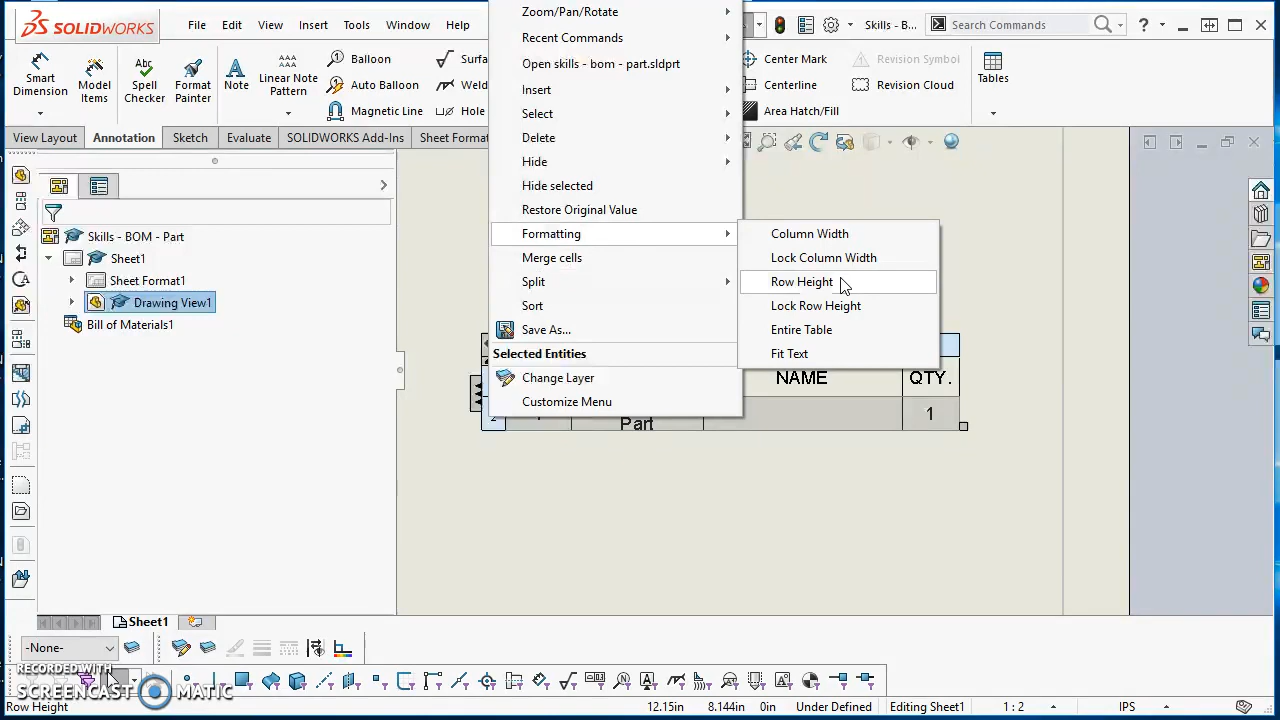 SOLIDWORKS
File Edit View Insert Tools Window Help
Skills - B...
Search Commands
Smart Dimension
Model Items
Spell Checker
Format Painter
Note
Linear Note Pattern
Balloon
Auto Balloon
Magnetic Line
Surfa
Weld
Hole
Center Mark
Centerline
Area Hatch/Fill
Revision Symbol
Revision Cloud
Tables
View Layout Annotation Sketch Evaluate SOLIDWORKS Add-Ins Sheet Format
Skills - BOM - Part
Sheet1
Sheet Format1
Drawing View1
Bill of Materials1
Zoom/Pan/Rotate
Recent Commands
Open skills - bom - part.sldprt
Insert
Select
Delete
Hide
Hide selected
Restore Original Value
Formatting
Merge cells
Split
Sort
Save As...
Selected Entities
Change Layer
Customize Menu
Column Width
Lock Column Width
Row Height
Lock Row Height
Entire Table
Fit Text
NAME QTY.
2 Part 1
Sheet1
-None-
RECORDED WITH
SCREENCAST MATIC
Row Height 12.15in 8.144in 0in Under Defined Editing Sheet1 1 : 2 IPS